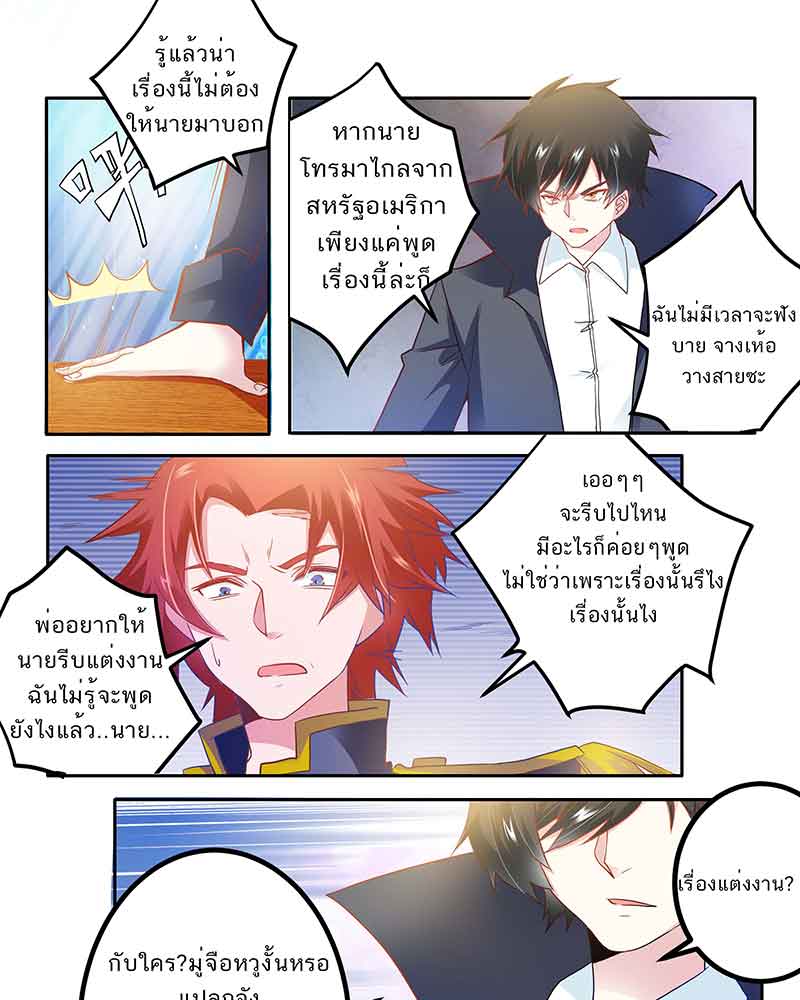 รู้แล้วน่า
เรื่องนี้ไม่ต้อง
ให้นายมาบอก
หากนาย
โทรมาไกลจาก
สหรัฐอเมริกา
เพียงแค่พูด
เรื่องนี้ล่ะก็
ฉันไม่มีเวลาจะฟัง
บาย จางเห้อ
วางสายซะ
เออๆๆ
จะรีบไปไหน
มีอะไรก็ค่อยๆพูด
ไม่ใช่ว่าเพราะเรื่องนั้นรึไง
เรื่องนั้นไง
พ่ออยากให้
นายรีบแต่งงาน
ฉันไม่รู้จะพูด
ยังไงแล้ว..นาย...
เรื่องแต่งงาน?
กับใคร?มู่จือหวูงั้นหรอ
แปลกจัง